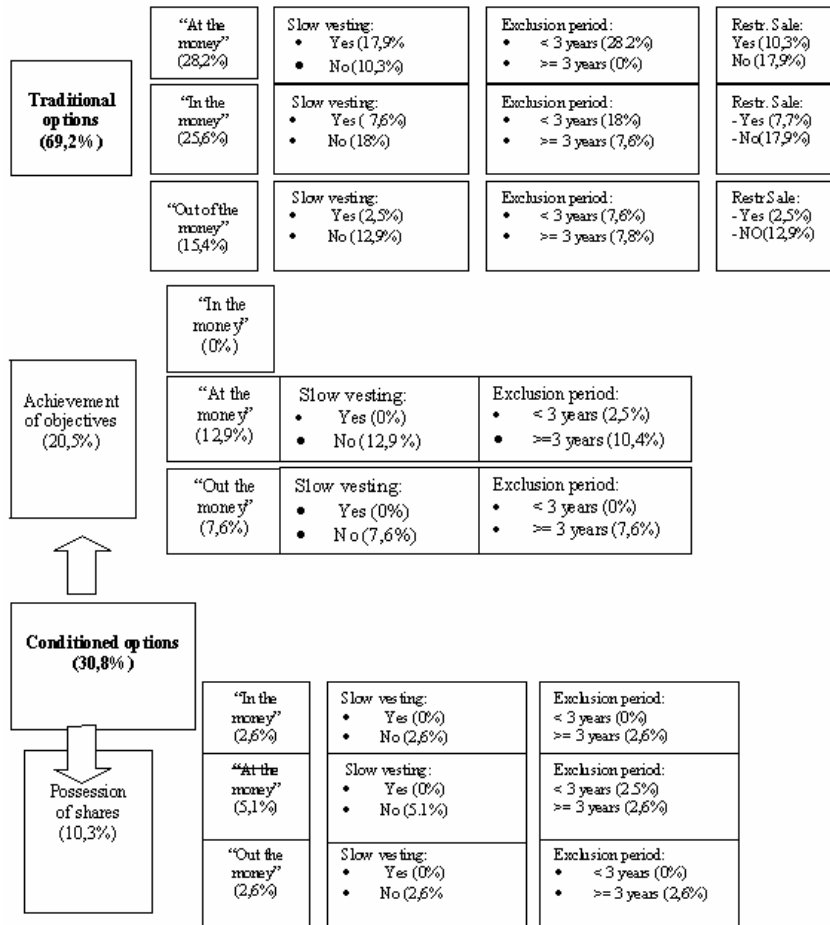 “At the
money”
(28,2%)
Slow vesting:
• Yes (17,9%
• No (10,3%)
Exclusion period:
• < 3 years (28.2%)
• >= 3 years (0%)
Restr. Sale:
Yes (10,3%)
No (17,9%)
Traditional
options
(69,2%)
“In the
money”
(25,6%)
Slow vesting:
• Yes ( 7,6%)
• No (18%)
Exclusion period:
• < 3 years (18%)
• >= 3 years (7,6%)
Restr. Sale:
-Yes (7,7%)
-No(17,9%)
“Out of the
money”
(15,4%)
Slow vesting:
• Yes (2,5%)
• No (12,9%)
Exclusion period:
• < 3 years (7,6%)
• >= 3 years (7,8%)
Restr.Sale:
- Yes (2,5%)
- NO(12,9%)
“In the
money”
(0%)
Achievement
of objectives
(20,5%)
“At the
money”
(12,9%)
Slow vesting:
• Yes (0%)
• No (12,9 %)
Exclusion period:
• < 3 years (2,5%)
• >=3 years (10,4%)
“Out the
money”
(7,6%)
Slow vesting:
• Yes (0%)
• No (7,6%)
Exclusion period:
• < 3 years (0%)
• >= 3 years (7,6%)
Conditioned options
(30,8%)
“In the
money”
(2,6%)
Slow vesting:
• Yes (0%)
• No (2,6%)
Exclusion period:
< 3 years (0%)
>= 3 years (2,6%)
Possession
of shares
(10,3%)
“At the
money”
(5,1%)
Slow vesting:
• Yes (0%)
• No (5.1%)
Exclusion period:
< 3 years (2.5%)
>= 3 years (2,6%)
“Out the
money”
(2,6%)
Slow vesting:
• Yes (0%)
• No (2,6%
Exclusion period:
• < 3 years (0%)
• >= 3 years (2,6%)